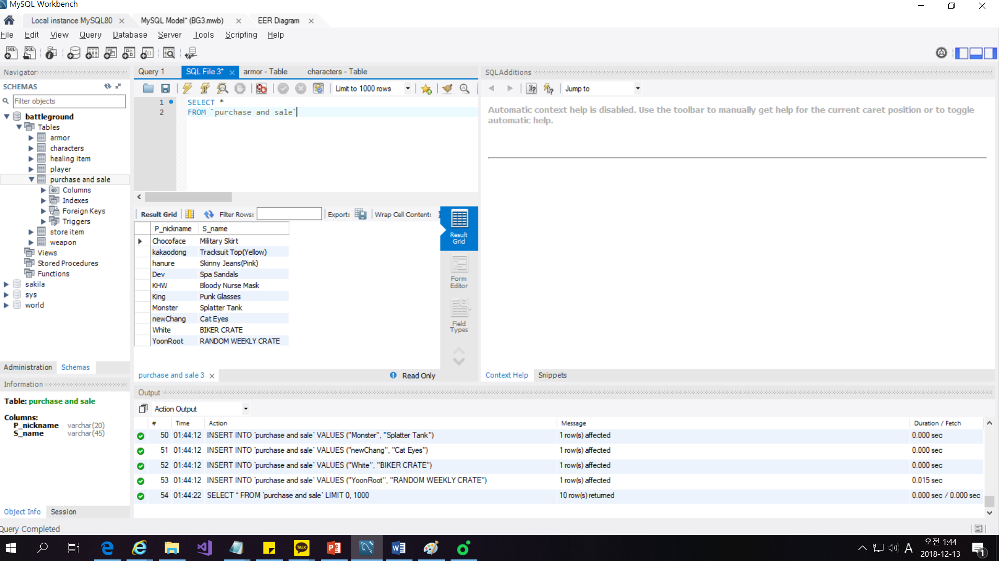 MySQL Workbench
Local instance MySQL80
MySQL Model* (BG3.mwb)
EER Diagram
File Edit View Query Database Server Tools Scripting Help
Navigator
SCHEMAS
Filter objects
battleground
Tables
armor
characters
healing item
player
purchase and sale
Columns
Indexes
Foreign Keys
Triggers
store item
weapon
Views
Stored Procedures
Functions
sakila
sys
world
Administration Schemas
Information
Table: purchase and sale
Columns:
P_nickname varchar(20)
S_name varchar(45)
Object Info Session
Query 1 SQL File 3* armor - Table characters - Table
Limit to 1000 rows
1 SELECT *
2 FROM `purchase and sale`
Result Grid Filter Rows: Export: Wrap Cell Content:
P_nickname S_name
Chocoface Military Skirt
kakaodong Tracksuit Top(Yellow)
hanure Skinny Jeans(Pink)
Dev Spa Sandals
KHW Bloody Nurse Mask
King Punk Glasses
Monster Splatter Tank
newChang Cat Eyes
White BIKER CRATE
YoonRoot RANDOM WEEKLY CRATE
Result
Grid
Form
Editor
Field
Types
purchase and sale 3
Read Only
SQLAdditions
Jump to
Automatic context help is disabled. Use the toolbar to manually get help for the current caret position or to toggle
automatic help.
Context Help Snippets
Output
Action Output
# Time Action Message Duration / Fetch
50 01:44:12 INSERT INTO `purchase and sale` VALUES ("Monster", "Splatter Tank") 1 row(s) affected 0.000 sec
51 01:44:12 INSERT INTO `purchase and sale` VALUES ("newChang", "Cat Eyes") 1 row(s) affected 0.000 sec
52 01:44:12 INSERT INTO `purchase and sale` VALUES ("White", "BIKER CRATE") 1 row(s) affected 0.000 sec
53 01:44:12 INSERT INTO `purchase and sale` VALUES ("YoonRoot", "RANDOM WEEKLY CRATE") 1 row(s) affected 0.015 sec
54 01:44:22 SELECT * FROM `purchase and sale` LIMIT 0, 1000 10 row(s) returned 0.000 sec / 0.000 sec
Query Completed
TALK
A
오전 1:44
2018-12-13
1